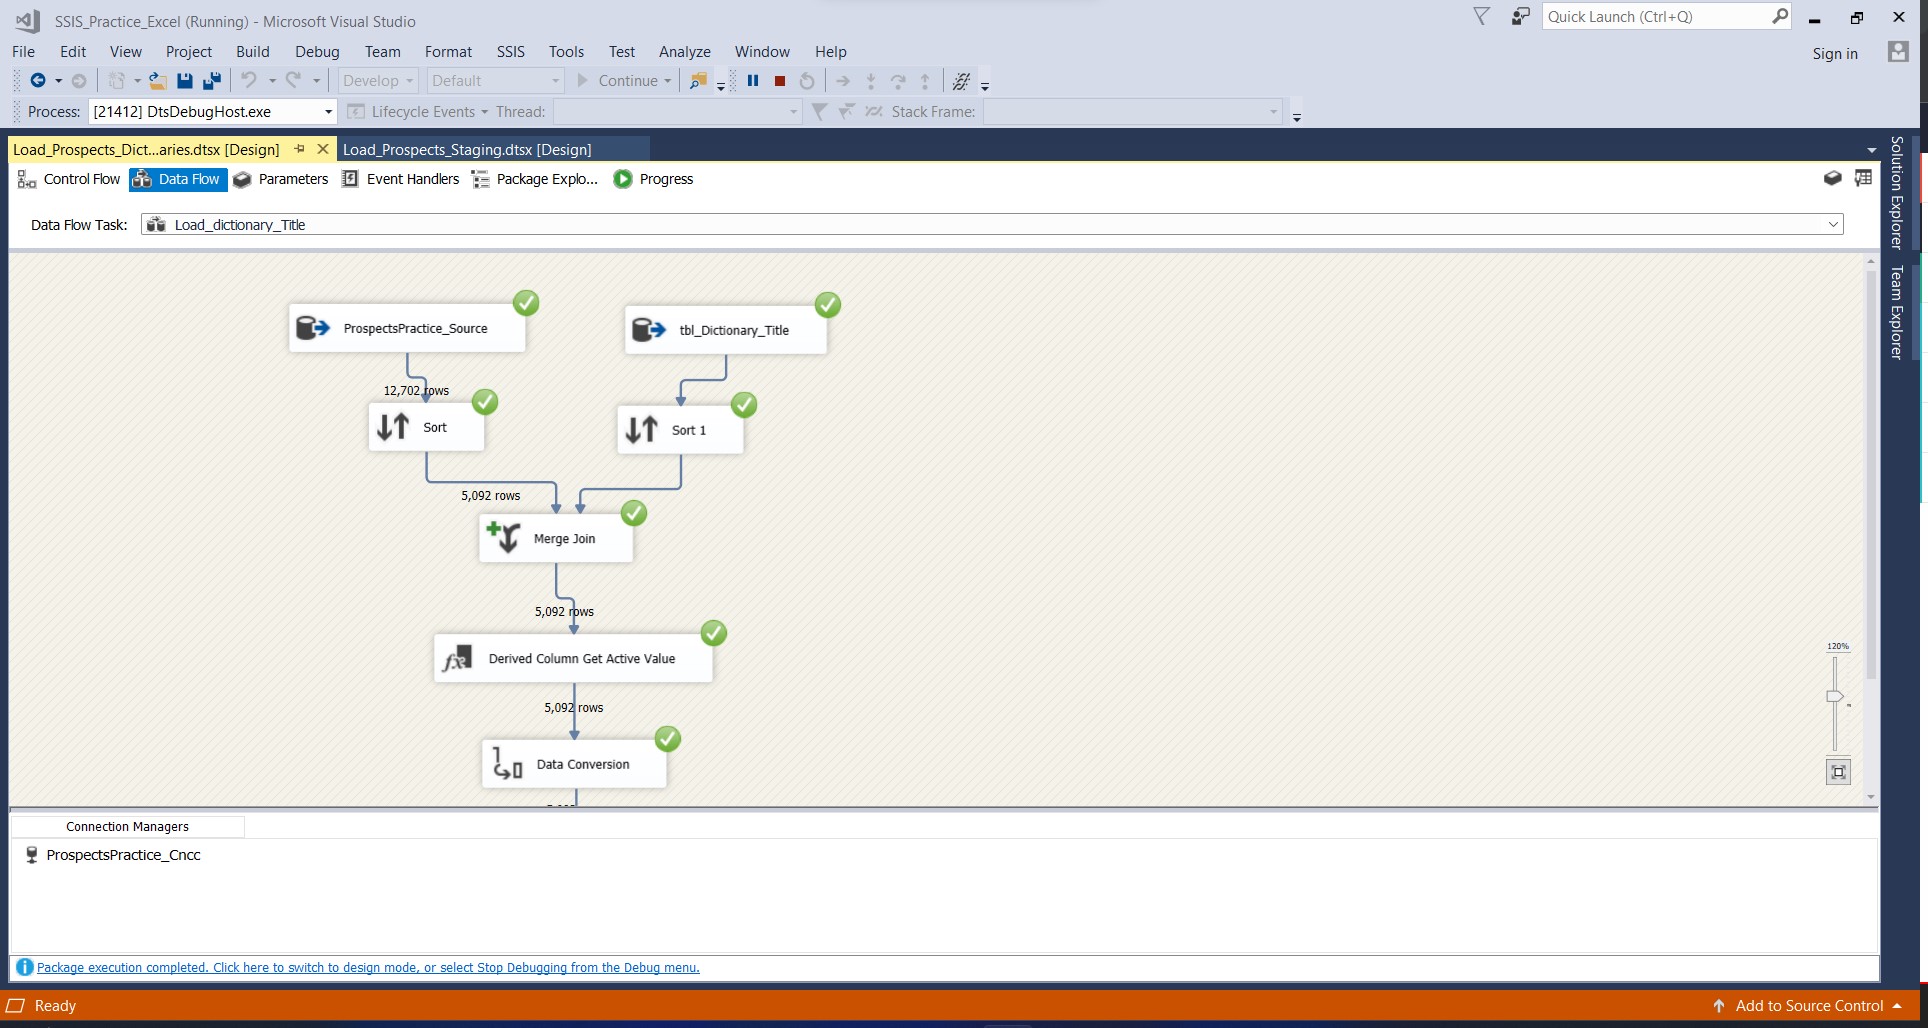 SSIS_Practice_Excel (Running) - Microsoft Visual Studio
Quick Launch (Ctrl+Q)
File Edit View Project Build Debug Team Format SSIS Tools Test Analyze Window Help
Sign in
Develop Default Continue
Process: [21412] DtsDebugHost.exe Lifecycle Events Thread: Stack Frame:
Load_Prospects_Dict...aries.dtsx [Design] Load_Prospects_Staging.dtsx [Design]
Control Flow Data Flow Parameters Event Handlers Package Explo... Progress
Data Flow Task: Load_dictionary_Title
Solution Explorer
Team Explorer
ProspectsPractice_Source
tbl_Dictionary_Title
12,702 rows
Sort
Sort 1
5,092 rows
Merge Join
5,092 rows
Derived Column Get Active Value
5,092 rows
Data Conversion
120%
Connection Managers
ProspectsPractice_Cncc
Package execution completed. Click here to switch to design mode, or select Stop Debugging from the Debug menu.
Ready
Add to Source Control